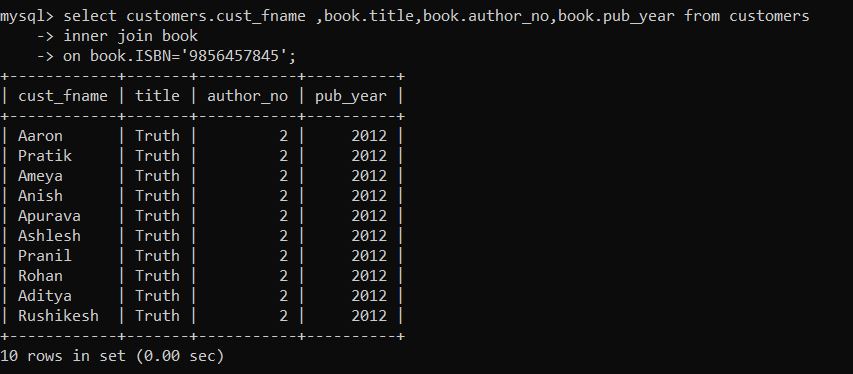 mysql> select customers.cust_fname ,book.title,book.author_no,book.pub_year from customers
    -> inner join book
    -> on book.ISBN='9856457845';
+------------+-------+-----------+----------+
| cust_fname | title | author_no | pub_year |
+------------+-------+-----------+----------+
| Aaron      | Truth |         2 |     2012 |
| Pratik     | Truth |         2 |     2012 |
| Ameya      | Truth |         2 |     2012 |
| Anish      | Truth |         2 |     2012 |
| Apurava    | Truth |         2 |     2012 |
| Ashlesh    | Truth |         2 |     2012 |
| Pranil     | Truth |         2 |     2012 |
| Rohan      | Truth |         2 |     2012 |
| Aditya     | Truth |         2 |     2012 |
| Rushikesh  | Truth |         2 |     2012 |
+------------+-------+-----------+----------+
10 rows in set (0.00 sec)